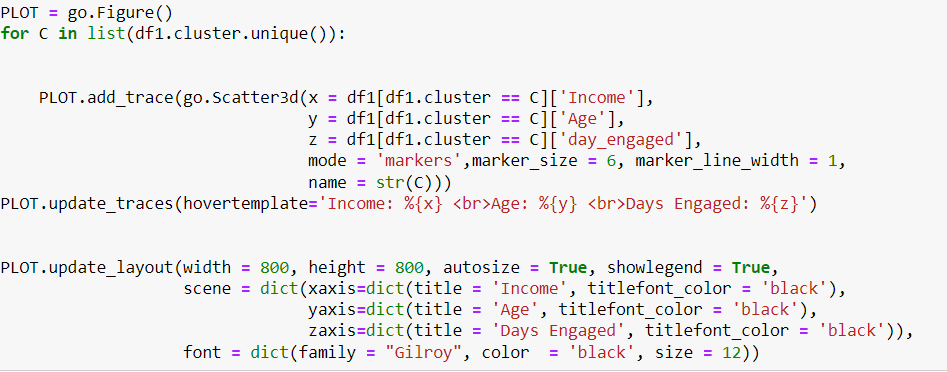 PLOT = go.Figure()
for C in list(df1.cluster.unique()):
PLOT.add_trace(go.Scatter3d(x = df1[df1.cluster == C]['Income'],
y = df1[df1.cluster == C]['Age'],
z = df1[df1.cluster == C]['day_engaged'],
mode = 'markers',marker_size = 6, marker_line_width = 1,
name = str(C)))
PLOT.update_traces(hovertemplate='Income: %{x} <br>Age: %{y} <br>Days Engaged: %{z}')
PLOT.update_layout(width = 800, height = 800, autosize = True, showlegend = True,
scene = dict(xaxis=dict(title = 'Income', titlefont_color = 'black'),
yaxis=dict(title = 'Age', titlefont_color = 'black'),
zaxis=dict(title = 'Days Engaged', titlefont_color = 'black')),
font = dict(family = "Gilroy", color  = 'black', size = 12))